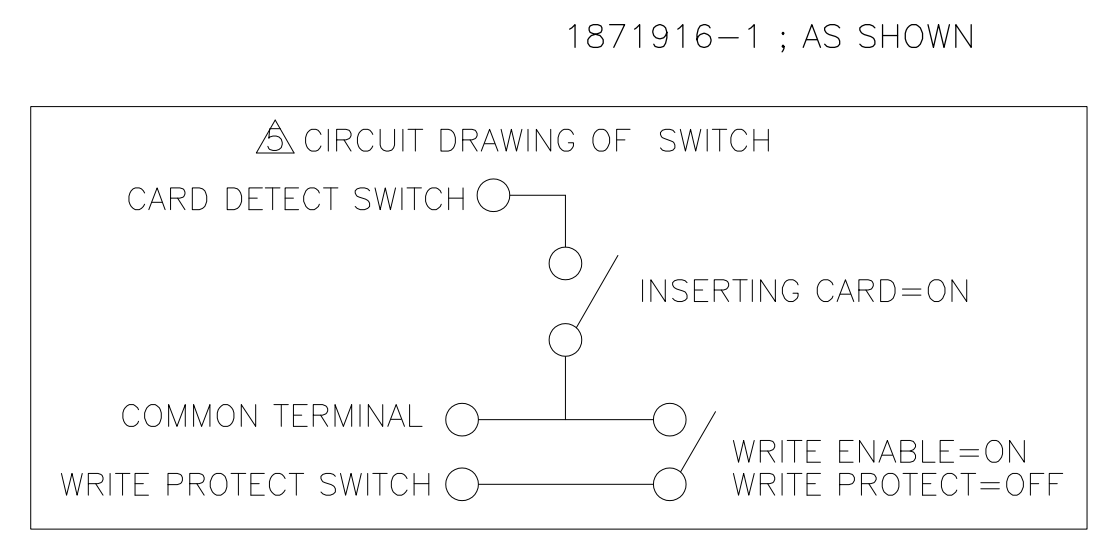 1871916-1 ; AS SHOWN
5 CIRCUIT DRAWING OF SWITCH
CARD DETECT SWITCH
INSERTING CARD=ON
COMMON TERMINAL
WRITE ENABLE=ON
WRITE PROTECT SWITCH
WRITE PROTECT=OFF